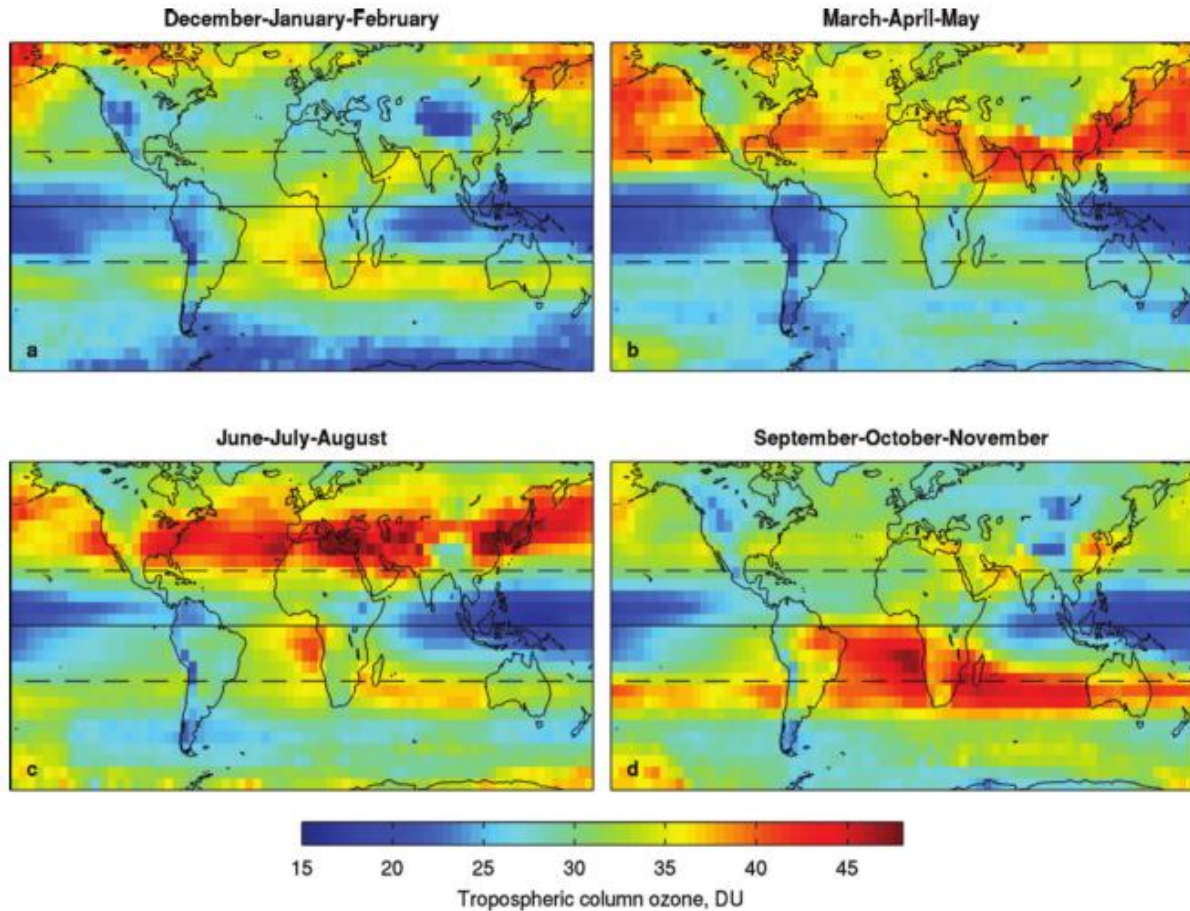 December-January-February
March-April-May
a
b
June-July-August
September-October-November
c
d
15 20 25 30 35 40 45
Tropospheric column ozone, DU